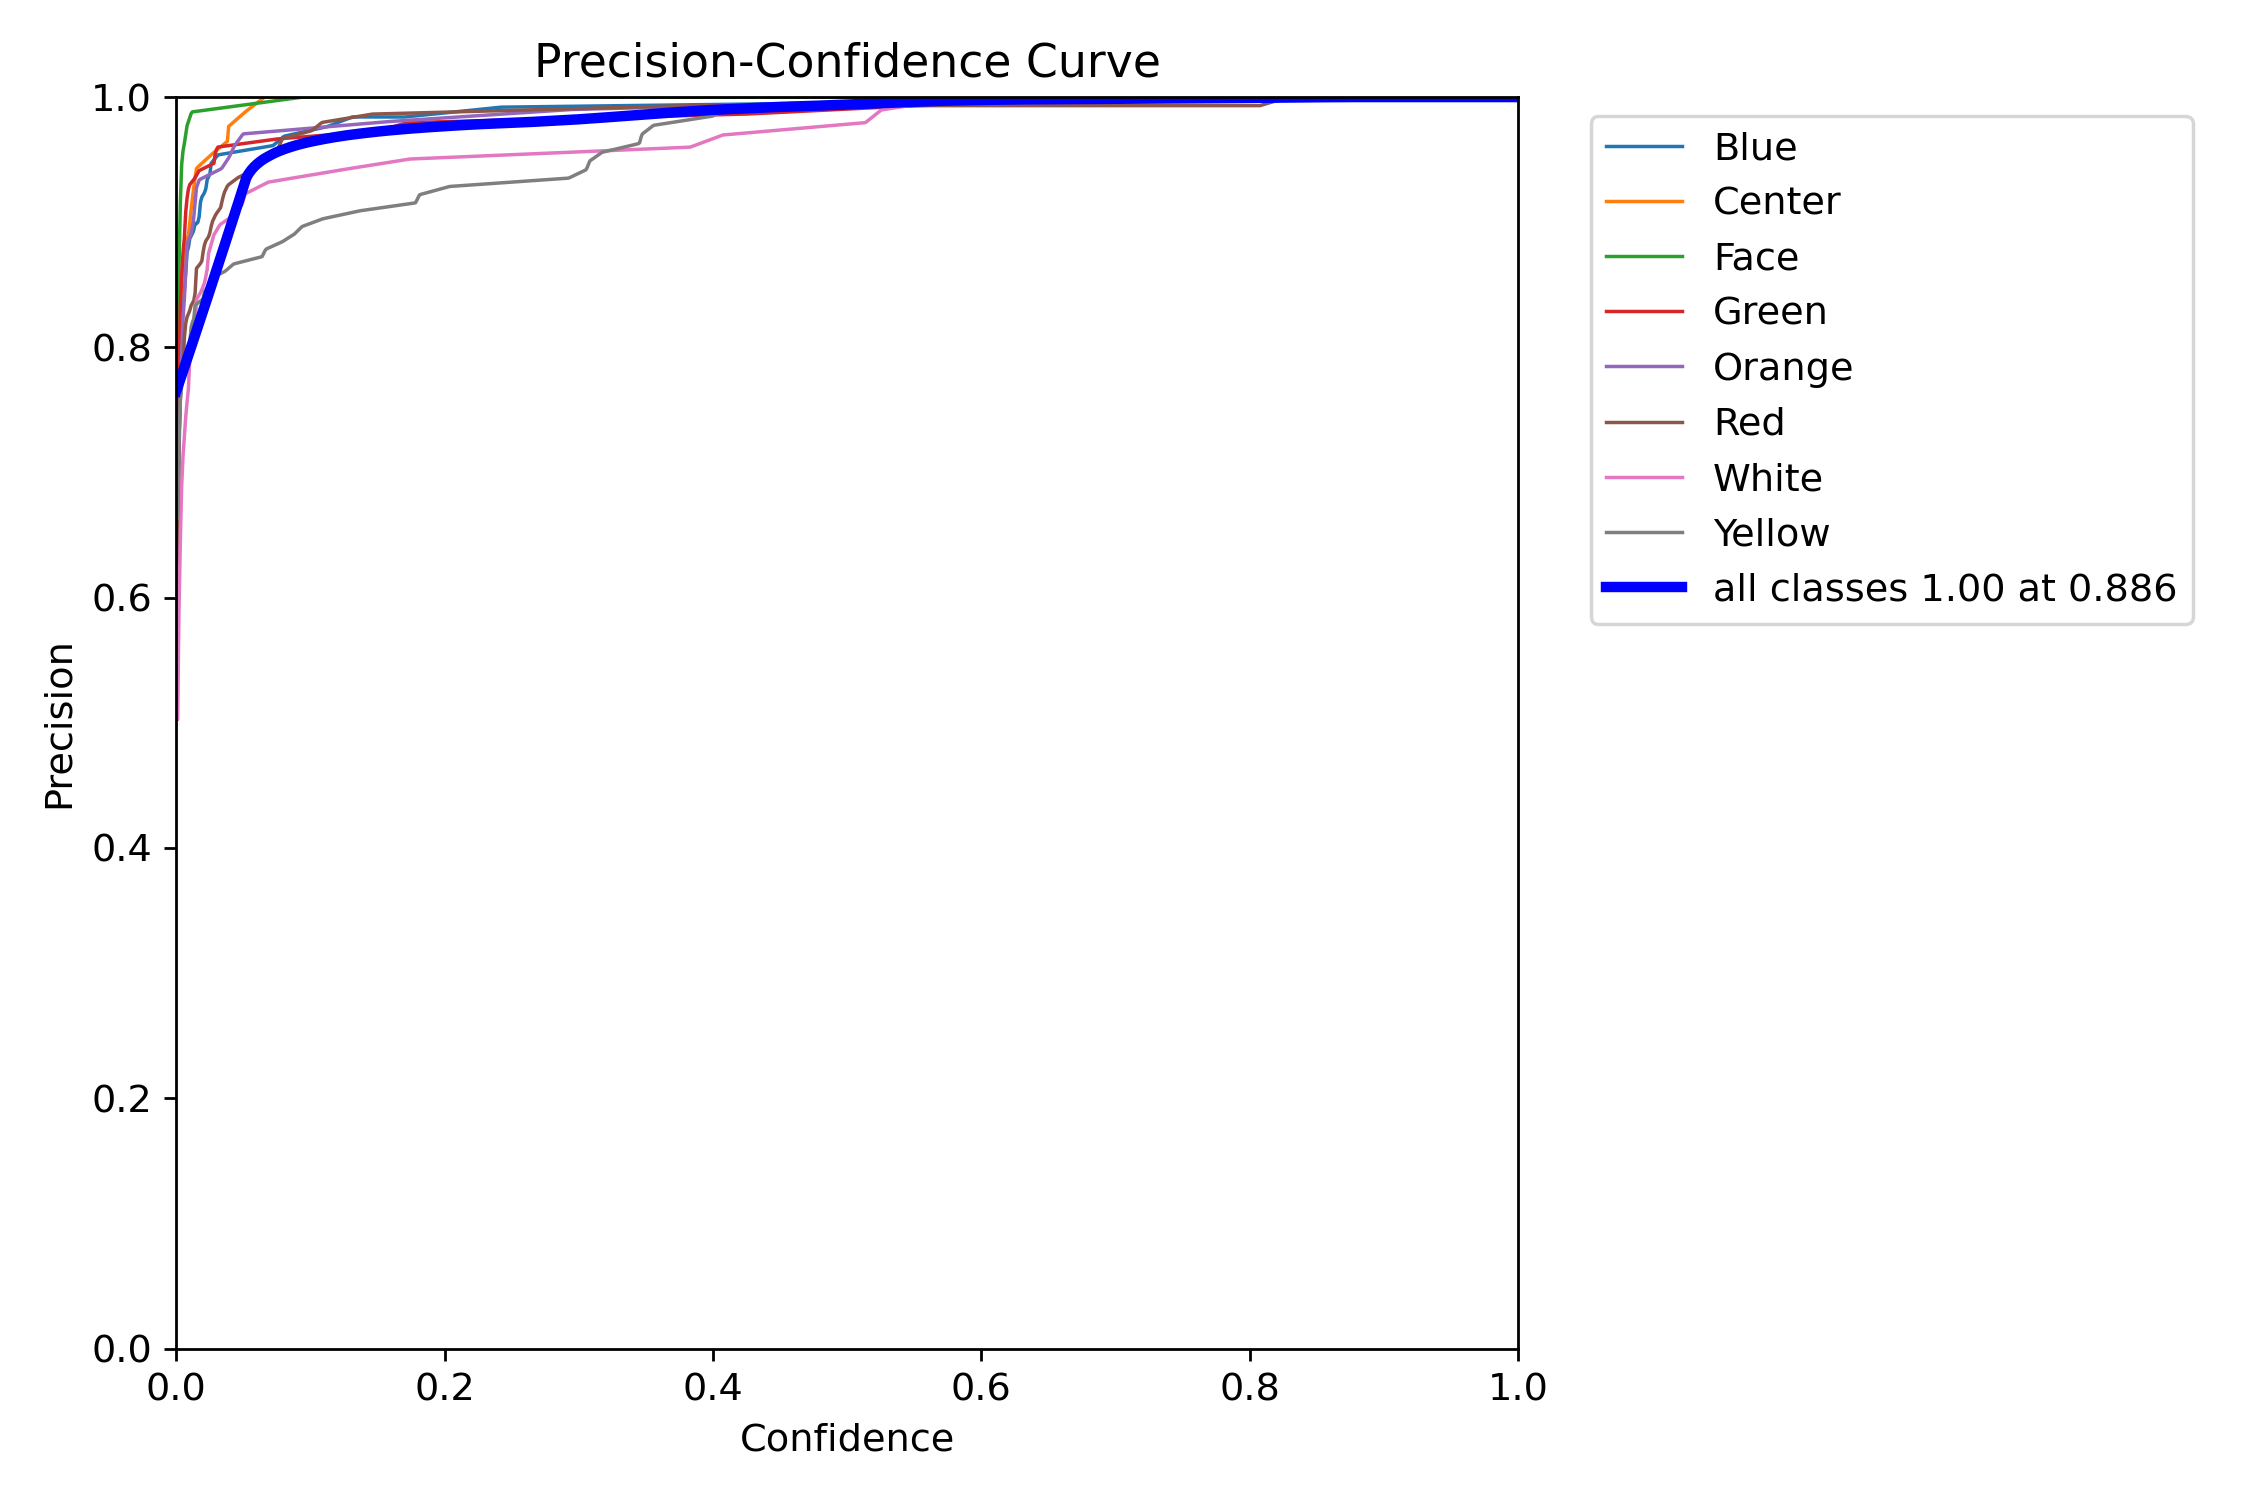 Precision-Confidence Curve
1.0
0.8
0.6
0.4
0.2
0.0
Precision
0.0 0.2 0.4 0.6 0.8 1.0
Confidence
Blue
Center
Face
Green
Orange
Red
White
Yellow
all classes 1.00 at 0.886